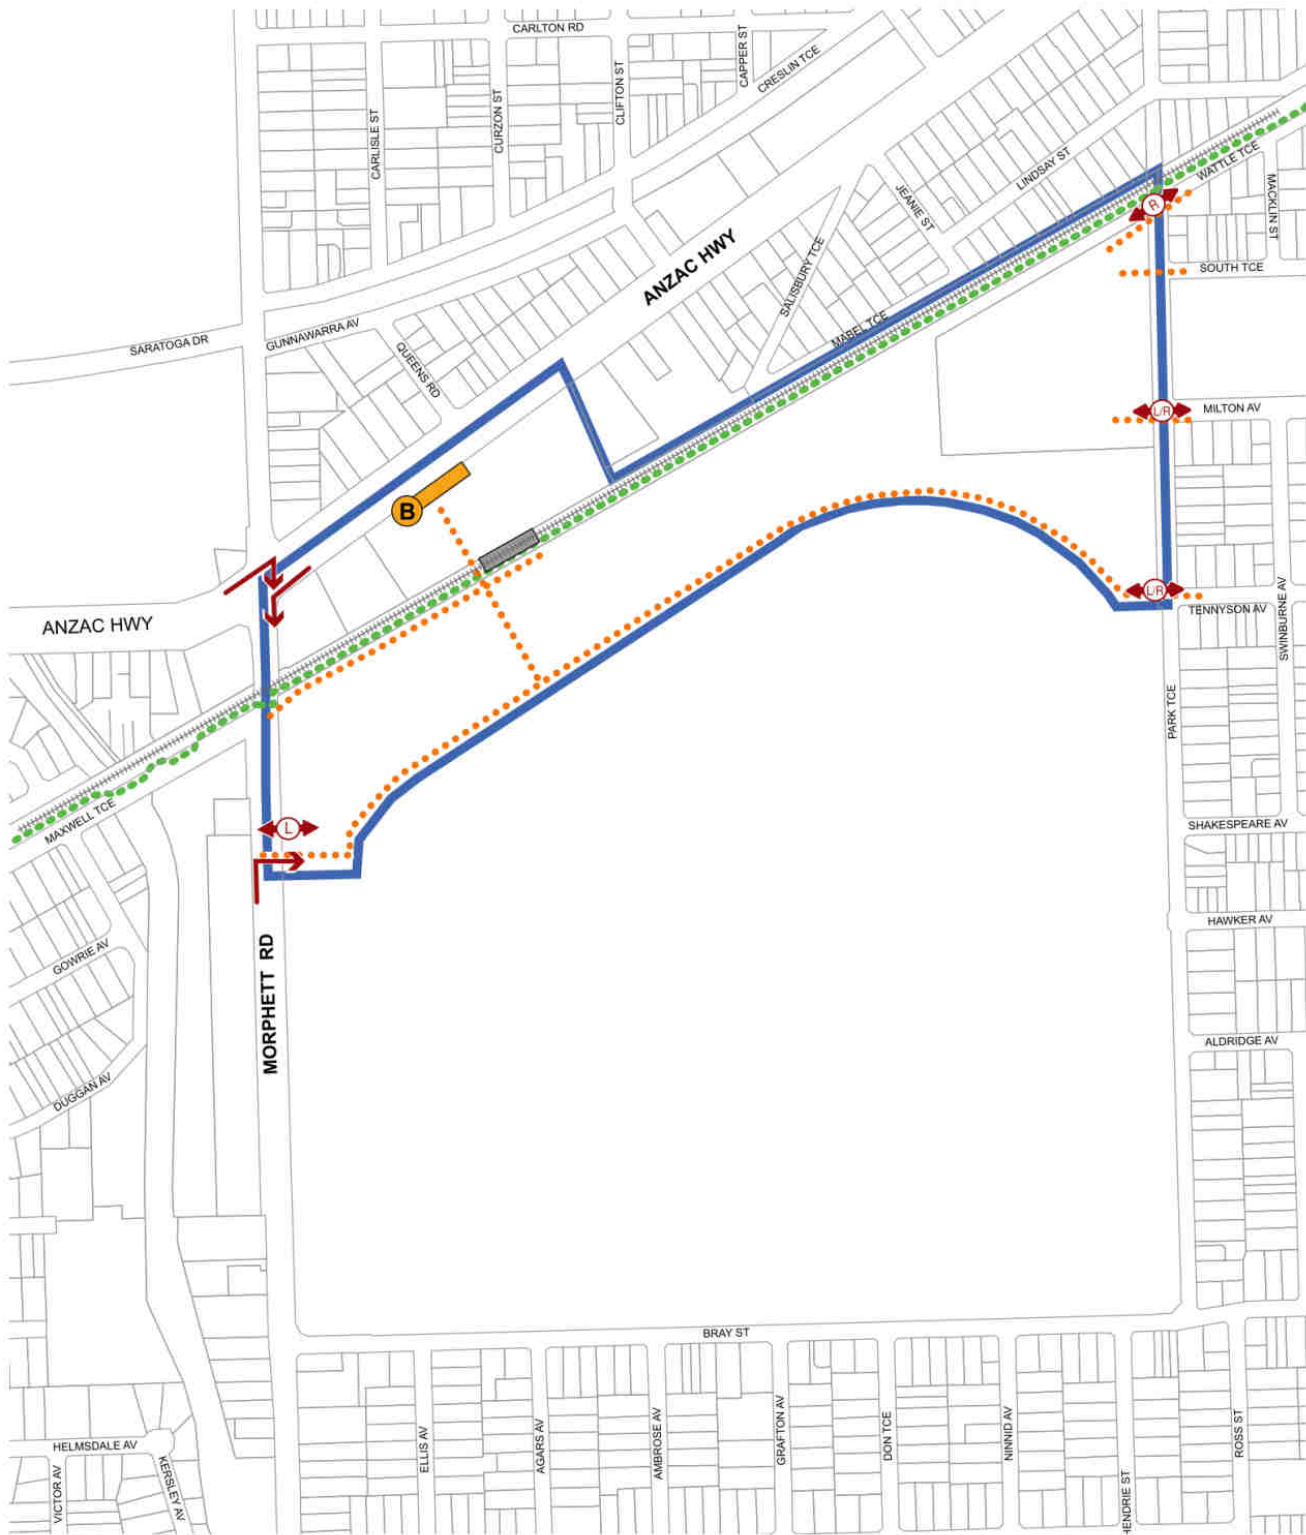 CARLTON RD
CAPPER ST
CRESLIN TCE
CLIFTON ST
CURZON ST
CARLISLE ST
WATTLE TCE
LINDSAY ST
MACKLIN ST
JEANIE ST
R
ANZAC HWY
SALISBURY TCE
SOUTH TCE
MABEL TCE
GUNNAWARRA AV
SARATOGA DR
QUEENS RD
L/R
MILTON AV
B
L/R
TENNYSON AV
SWINBURNE AV
ANZAC HWY
PARK TCE
MAXWELL TCE
L
SHAKESPEARE AV
HAWKER AV
GOWRIE AV
MORPHETT RD
ALDRIDGE AV
DUGGAN AV
BRAY ST
HELMSDALE AV
VICTOR AV
KERSLEY AV
ELLIS AV
AGARS AV
AMBROSE AV
GRAFTON AV
DON TCE
NINNID AV
HENDRIE ST
ROSS ST